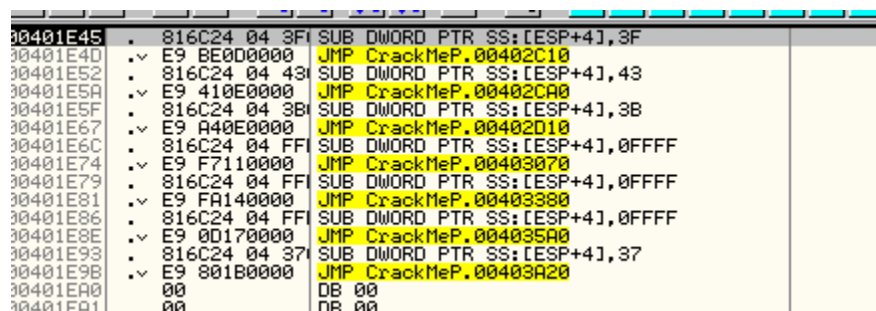 00401E45 . 816C24 04 3F SUB DWORD PTR SS:[ESP+4],3F
00401E4D .v E9 BE0D0000 JMP CrackMeP.00402C10
00401E52 . 816C24 04 43 SUB DWORD PTR SS:[ESP+4],43
00401E5A .v E9 410E0000 JMP CrackMeP.00402CA0
00401E5F . 816C24 04 3B SUB DWORD PTR SS:[ESP+4],3B
00401E67 .v E9 A40E0000 JMP CrackMeP.00402D10
00401E6C . 816C24 04 FF SUB DWORD PTR SS:[ESP+4],0FFFF
00401E74 .v E9 F7110000 JMP CrackMeP.00403070
00401E79 . 816C24 04 FF SUB DWORD PTR SS:[ESP+4],0FFFF
00401E81 .v E9 FA140000 JMP CrackMeP.00403380
00401E86 . 816C24 04 FF SUB DWORD PTR SS:[ESP+4],0FFFF
00401E8E .v E9 0D170000 JMP CrackMeP.004035A0
00401E93 . 816C24 04 37 SUB DWORD PTR SS:[ESP+4],37
00401E9B .v E9 801B0000 JMP CrackMeP.00403A20
00401EA0 00 DB 00
00401EA1 00 DB 00